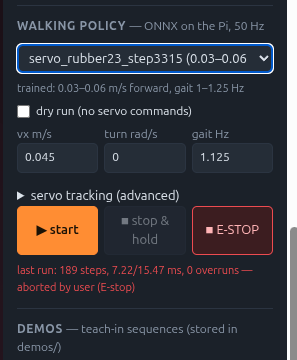 WALKING POLICY — ONNX on the Pi, 50 Hz
servo_rubber23_step3315 (0.03–0.06
trained: 0.03–0.06 m/s forward, gait 1–1.25 Hz
dry run (no servo commands)
vx m/s turn rad/s gait Hz
0.045 0 1.125
▶ servo tracking (advanced)
▶ start ■ stop & hold ■ E-STOP
last run: 189 steps, 7.22/15.47 ms, 0 overruns —
aborted by user (E-stop)
DEMOS — teach-in sequences (stored in
demos/)